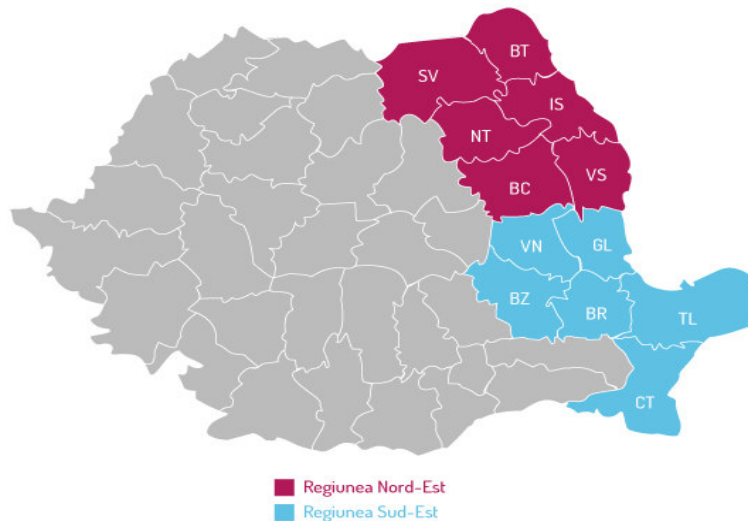 BT
SV
IS
NT
VS
BC
VN
GL
BZ
BR
TL
CT
Regiunea Nord-Est
Regiunea Sud-Est